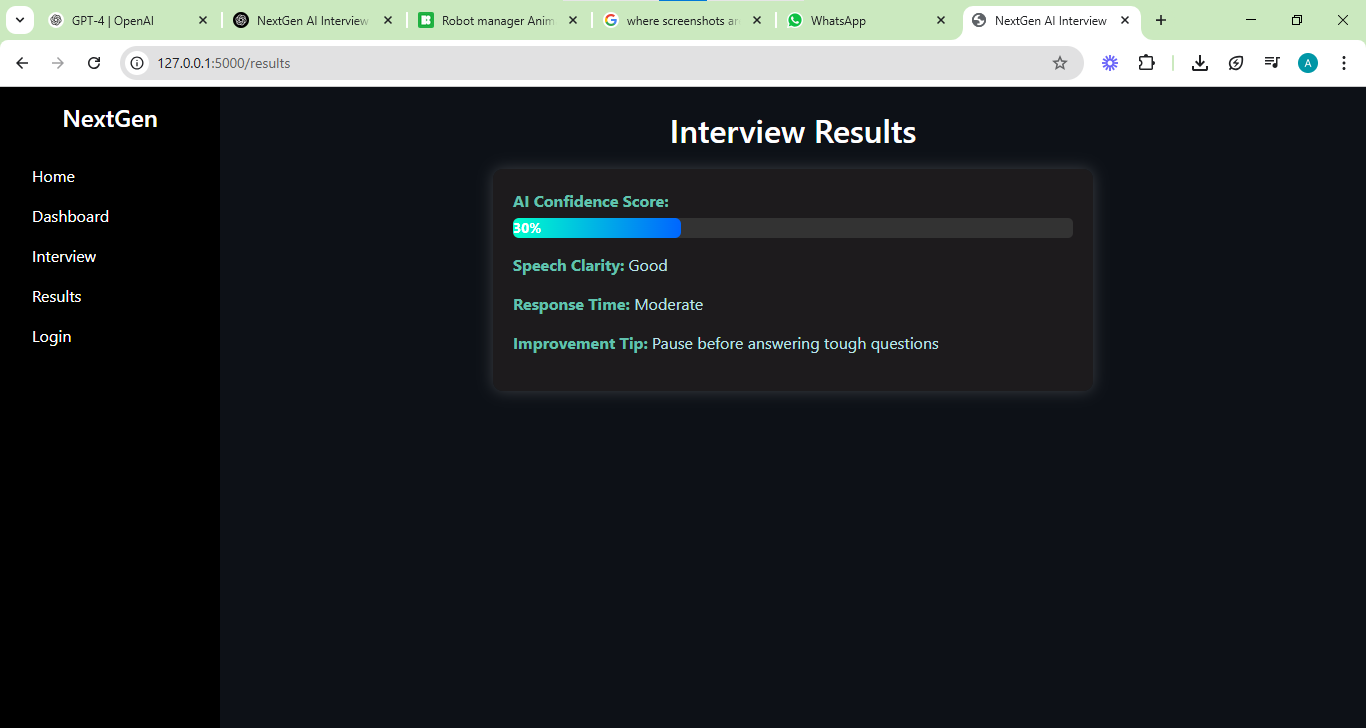 GPT-4 | OpenAI
NextGen AI Interview
Robot manager Anim
where screenshots ar
WhatsApp
NextGen AI Interview
127.0.0.1:5000/results
A
NextGen
Home
Dashboard
Interview
Results
Login
Interview Results
AI Confidence Score:
30%
Speech Clarity: Good
Response Time: Moderate
Improvement Tip: Pause before answering tough questions